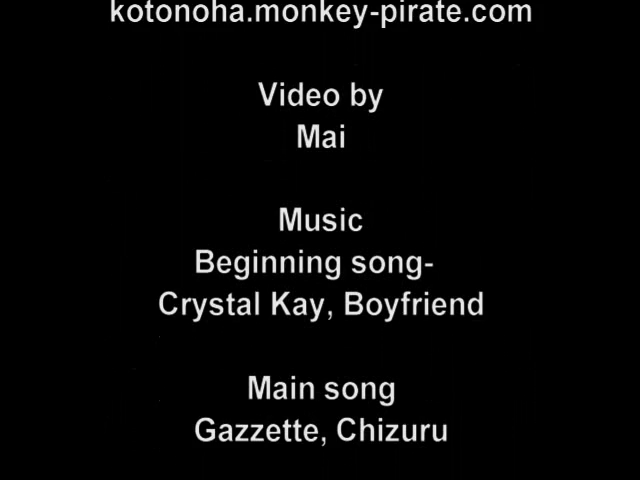 kotonoha.monkey-pirate.com
Video by
Mai
Music
Beginning song-
Crystal Kay, Boyfriend
Main song
Gazzette, Chizuru